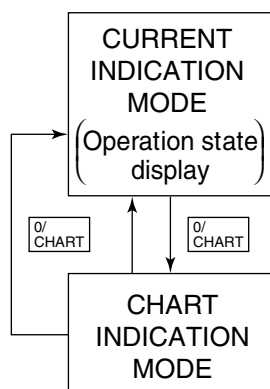 CURRENT
INDICATION
MODE
(Operation state
display)
0/
CHART
0/
CHART
CHART
INDICATION
MODE